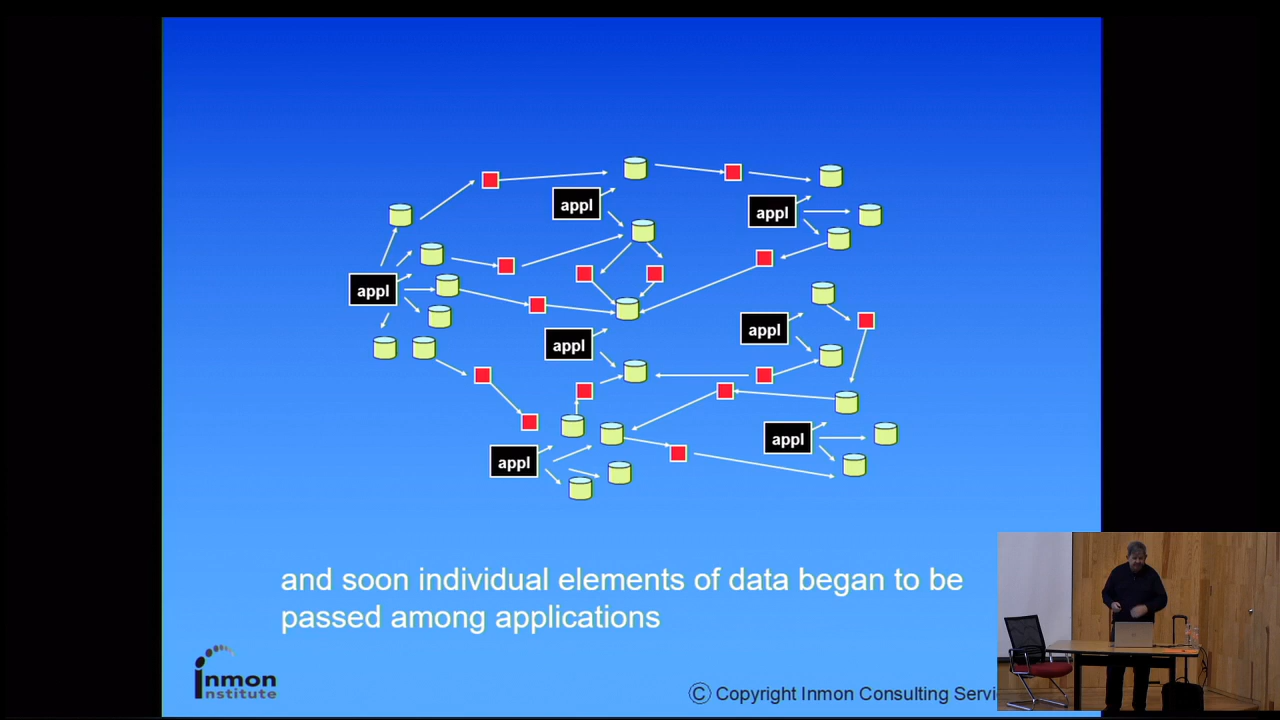 appl
appl
appl
appl
appl
appl
appl
and soon individual elements of data began to be
passed among applications
inmon
institute
© Copyright Inmon Consulting Servi